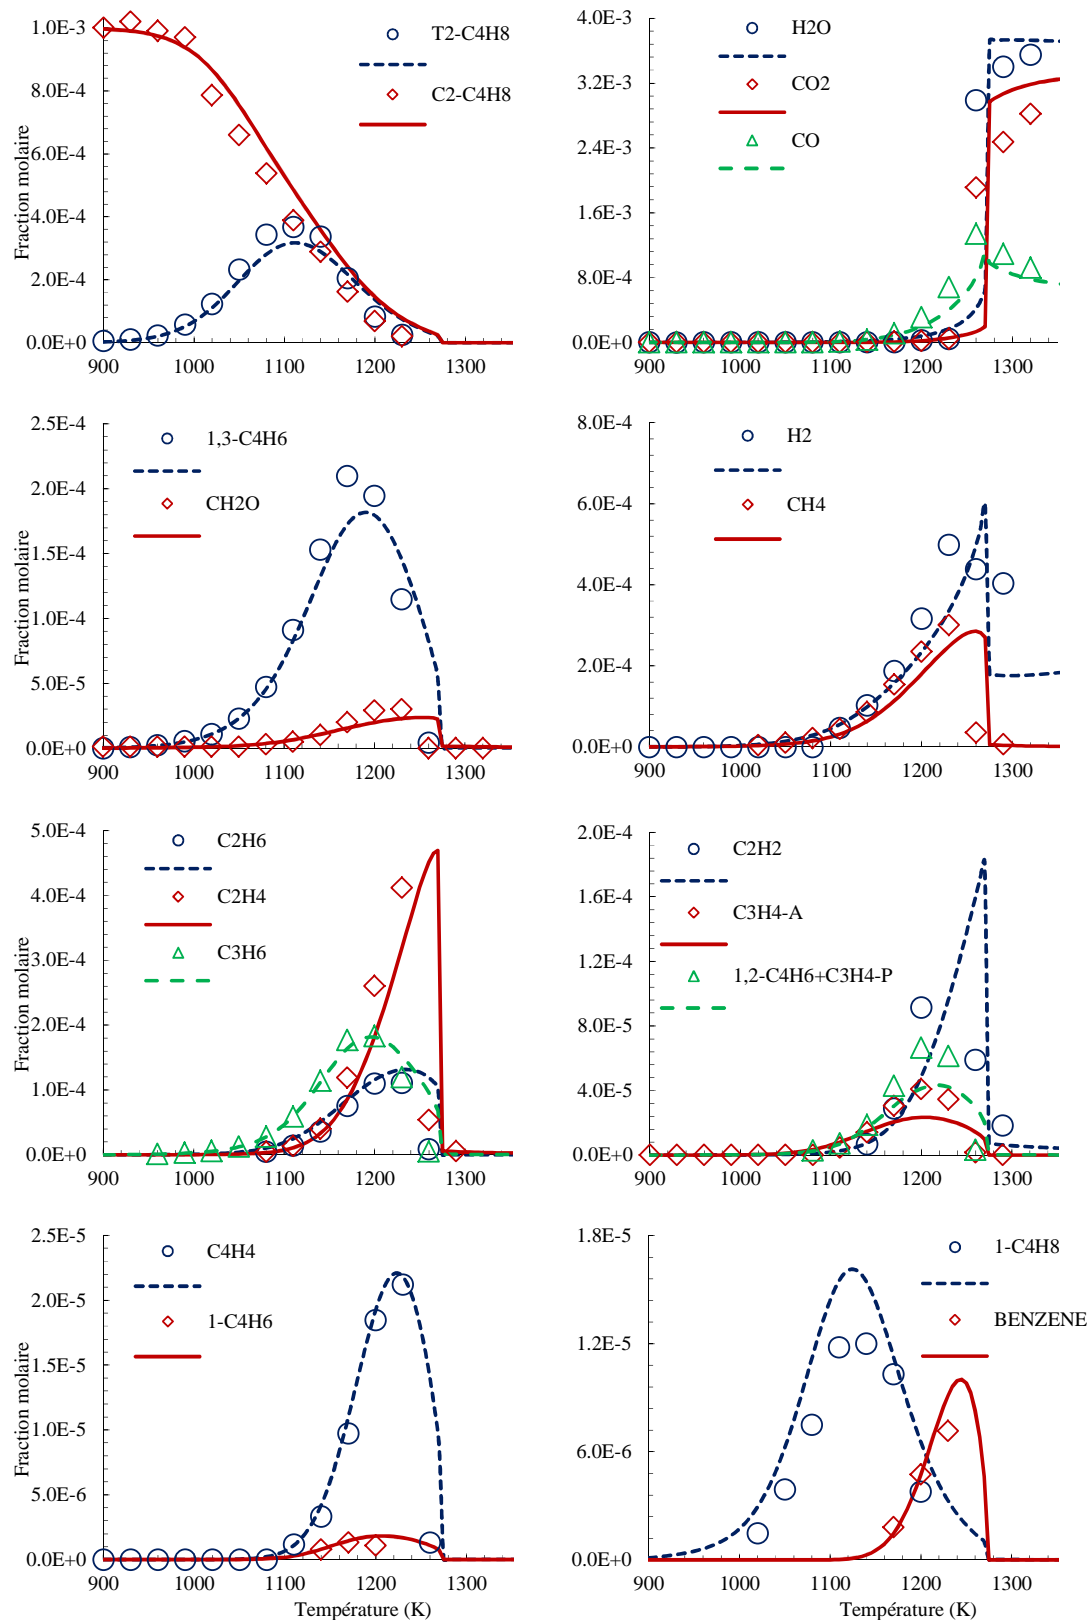 Fraction molaire
1.0E-3
8.0E-4
6.0E-4
4.0E-4
2.0E-4
0.0E+0
900
1000
1100
1200
1300
T2-C4H8
C2-C4H8
4.0E-3
3.2E-3
2.4E-3
1.6E-3
8.0E-4
0.0E+0
900
1000
1100
1200
1300
H2O
CO2
CO
Fraction molaire
2.5E-4
2.0E-4
1.5E-4
1.0E-4
5.0E-5
0.0E+0
900
1000
1100
1200
1300
1,3-C4H6
CH2O
8.0E-4
6.0E-4
4.0E-4
2.0E-4
0.0E+0
900
1000
1100
1200
1300
H2
CH4
Fraction molaire
5.0E-4
4.0E-4
3.0E-4
2.0E-4
1.0E-4
0.0E+0
900
1000
1100
1200
1300
C2H6
C2H4
C3H6
2.0E-4
1.6E-4
1.2E-4
8.0E-5
4.0E-5
0.0E+0
900
1000
1100
1200
1300
C2H2
C3H4-A
1,2-C4H6+C3H4-P
Fraction molaire
2.5E-5
2.0E-5
1.5E-5
1.0E-5
5.0E-6
0.0E+0
900
1000
1100
1200
1300
Température (K)
C4H4
1-C4H6
1.8E-5
1.2E-5
6.0E-6
0.0E+0
900
1000
1100
1200
1300
Température (K)
1-C4H8
BENZENE